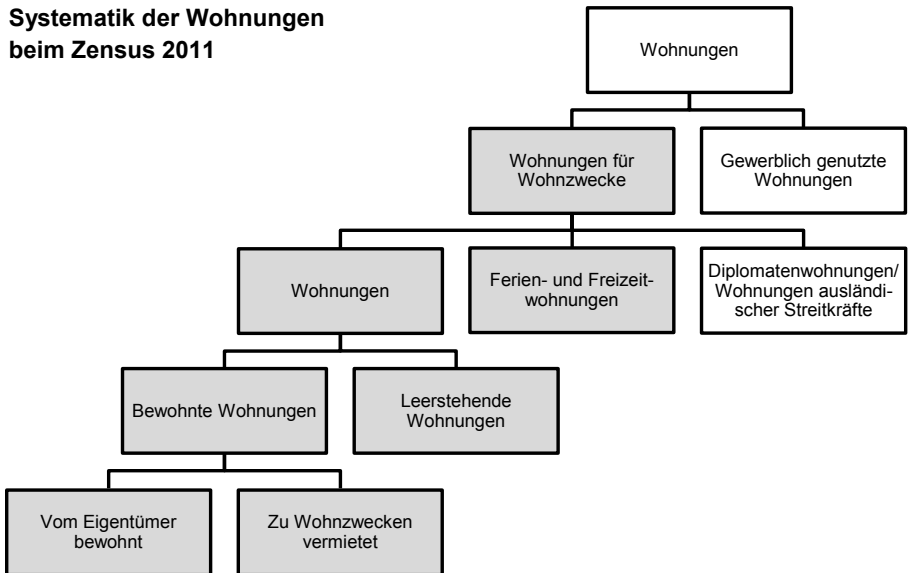 Systematik der Wohnungen
beim Zensus 2011
Wohnungen
Wohnungen für
Wohnzwecke
Gewerblich genutzte
Wohnungen
Wohnungen
Ferien- und Freizeit-
wohnungen
Diplomatenwohnungen/
Wohnungen ausländi-
scher Streitkräfte
Bewohnte Wohnungen
Leerstehende
Wohnungen
Vom Eigentümer
bewohnt
Zu Wohnzwecken
vermietet